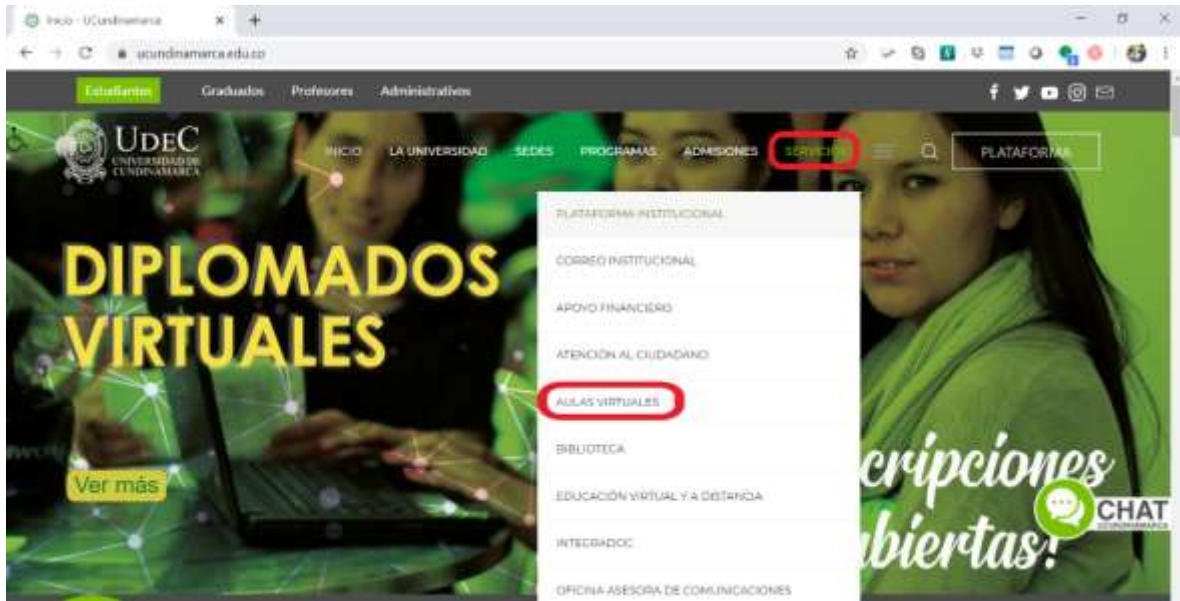 Inicio - UCundinamarca
ucundinamarca.edu.co
Estudiantes Graduados Profesores Administrativos
UDEC
UNIVERSIDAD DE
CUNDINAMARCA
INICIO LA UNIVERSIDAD SEDES PROGRAMAS ADMISIONES SERVICIOS PLATAFORMA
PLATAFORMA INSTITUCIONAL
CORREO INSTITUCIONAL
APOYO FINANCIERO
ATENCIÓN AL CIUDADANO
AULAS VIRTUALES
BIBLIOTECA
EDUCACIÓN VIRTUAL Y A DISTANCIA
INTEGRADOC
OFICINA ASESORA DE COMUNICACIONES
DIPLOMADOS
VIRTUALES
Ver más
cripciones
abiertas!
CHAT
UCUNDINAMARCA